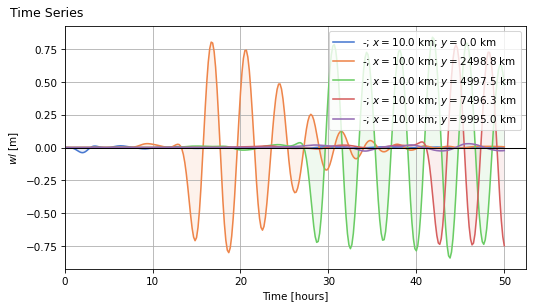 Time Series
-; x = 10.0 km; y = 0.0 km
-; x = 10.0 km; y = 2498.8 km
-; x = 10.0 km; y = 4997.5 km
-; x = 10.0 km; y = 7496.3 km
-; x = 10.0 km; y = 9995.0 km
0.75
0.50
0.25
0.00
−0.25
−0.50
−0.75
wl [m]
0 10 20 30 40 50
Time [hours]